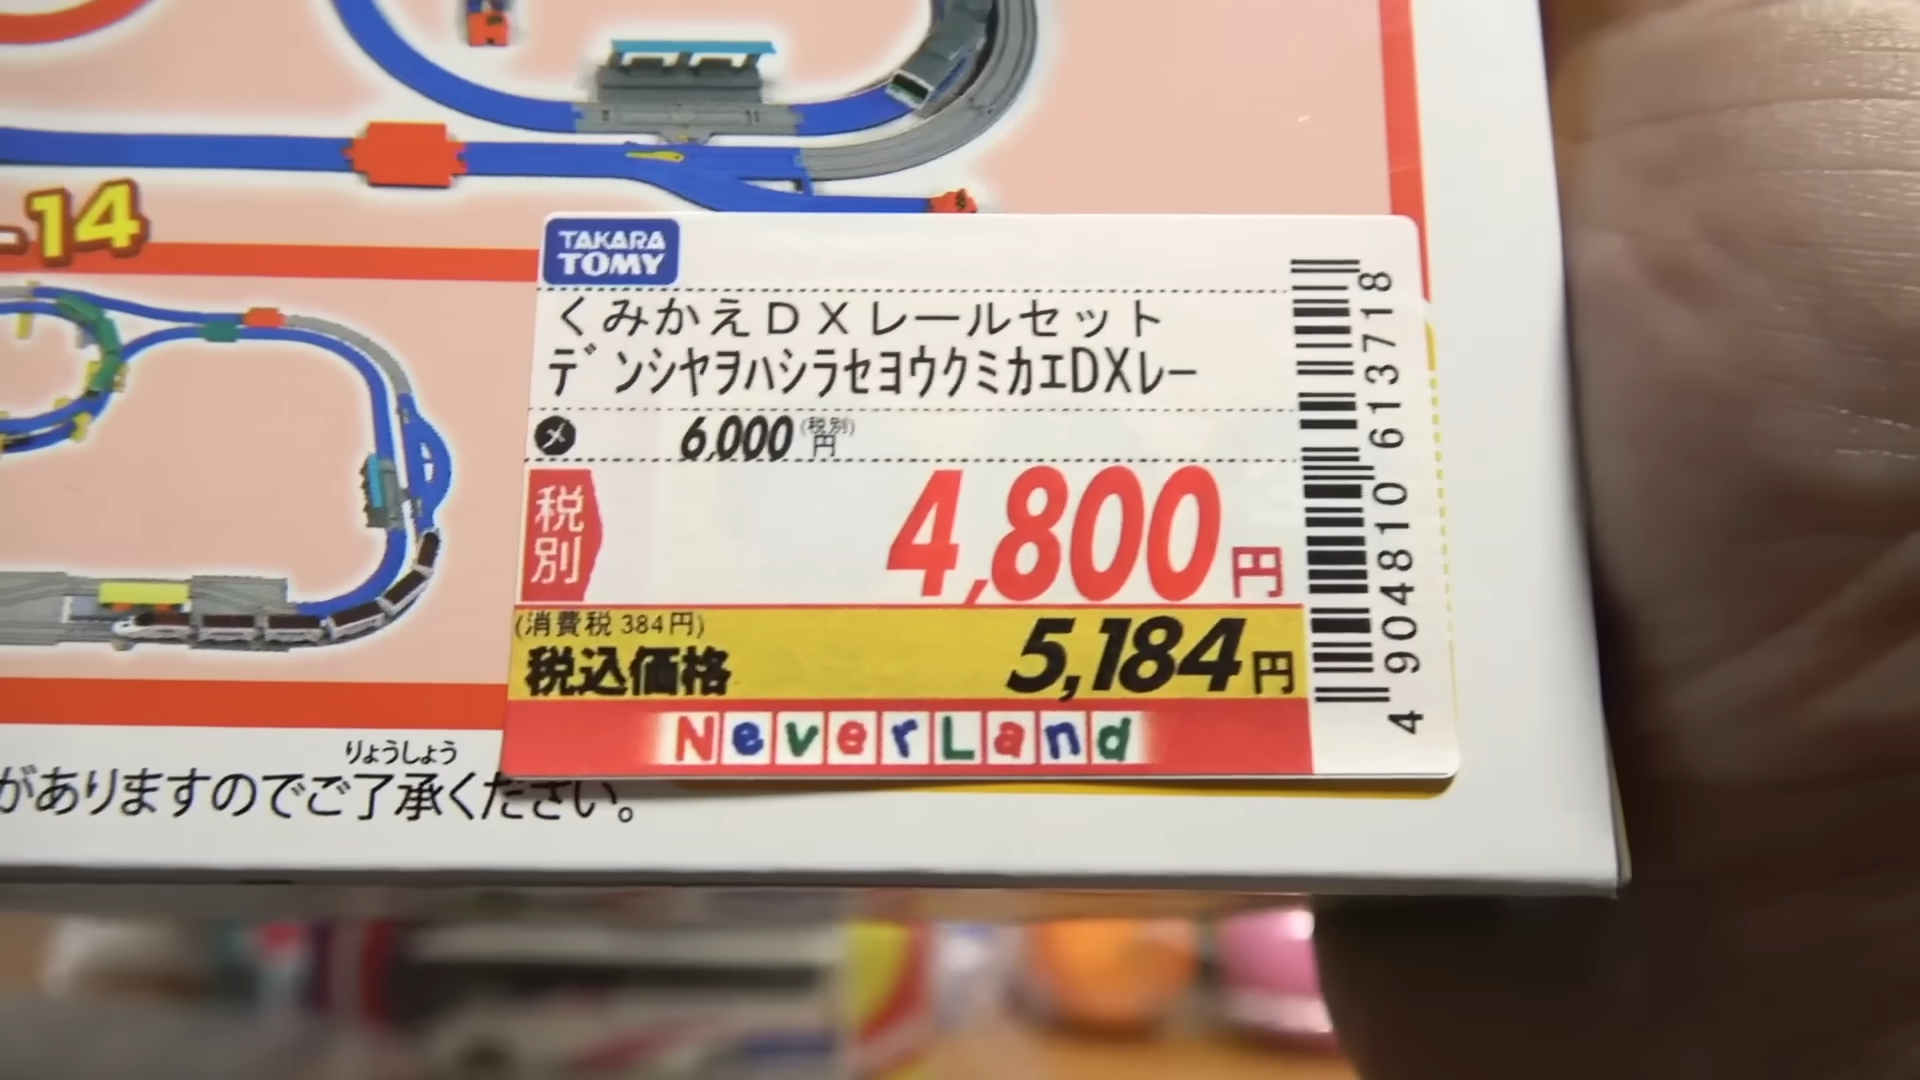 -14
TAKARA
TOMY
くみかえDXレールセット
デンシヤヲハシラセヨウクミカエDXレー
メ 6,000円(税別)
税別 4,800円
(消費税 384円)
税込価格 5,184円
NeverLand
4 904810 613718
りょうしょう
がありますのでご了承ください。